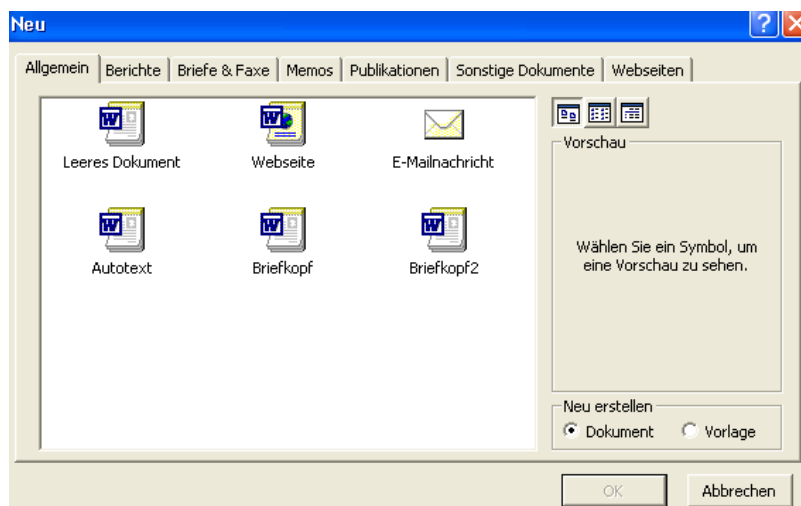 Neu
Allgemein Berichte Briefe & Faxe Memos Publikationen Sonstige Dokumente Webseiten
Leeres Dokument Webseite E-Mailnachricht
Autotext Briefkopf Briefkopf2
Vorschau
Wählen Sie ein Symbol, um
eine Vorschau zu sehen.
Neu erstellen
Dokument Vorlage
OK Abbrechen